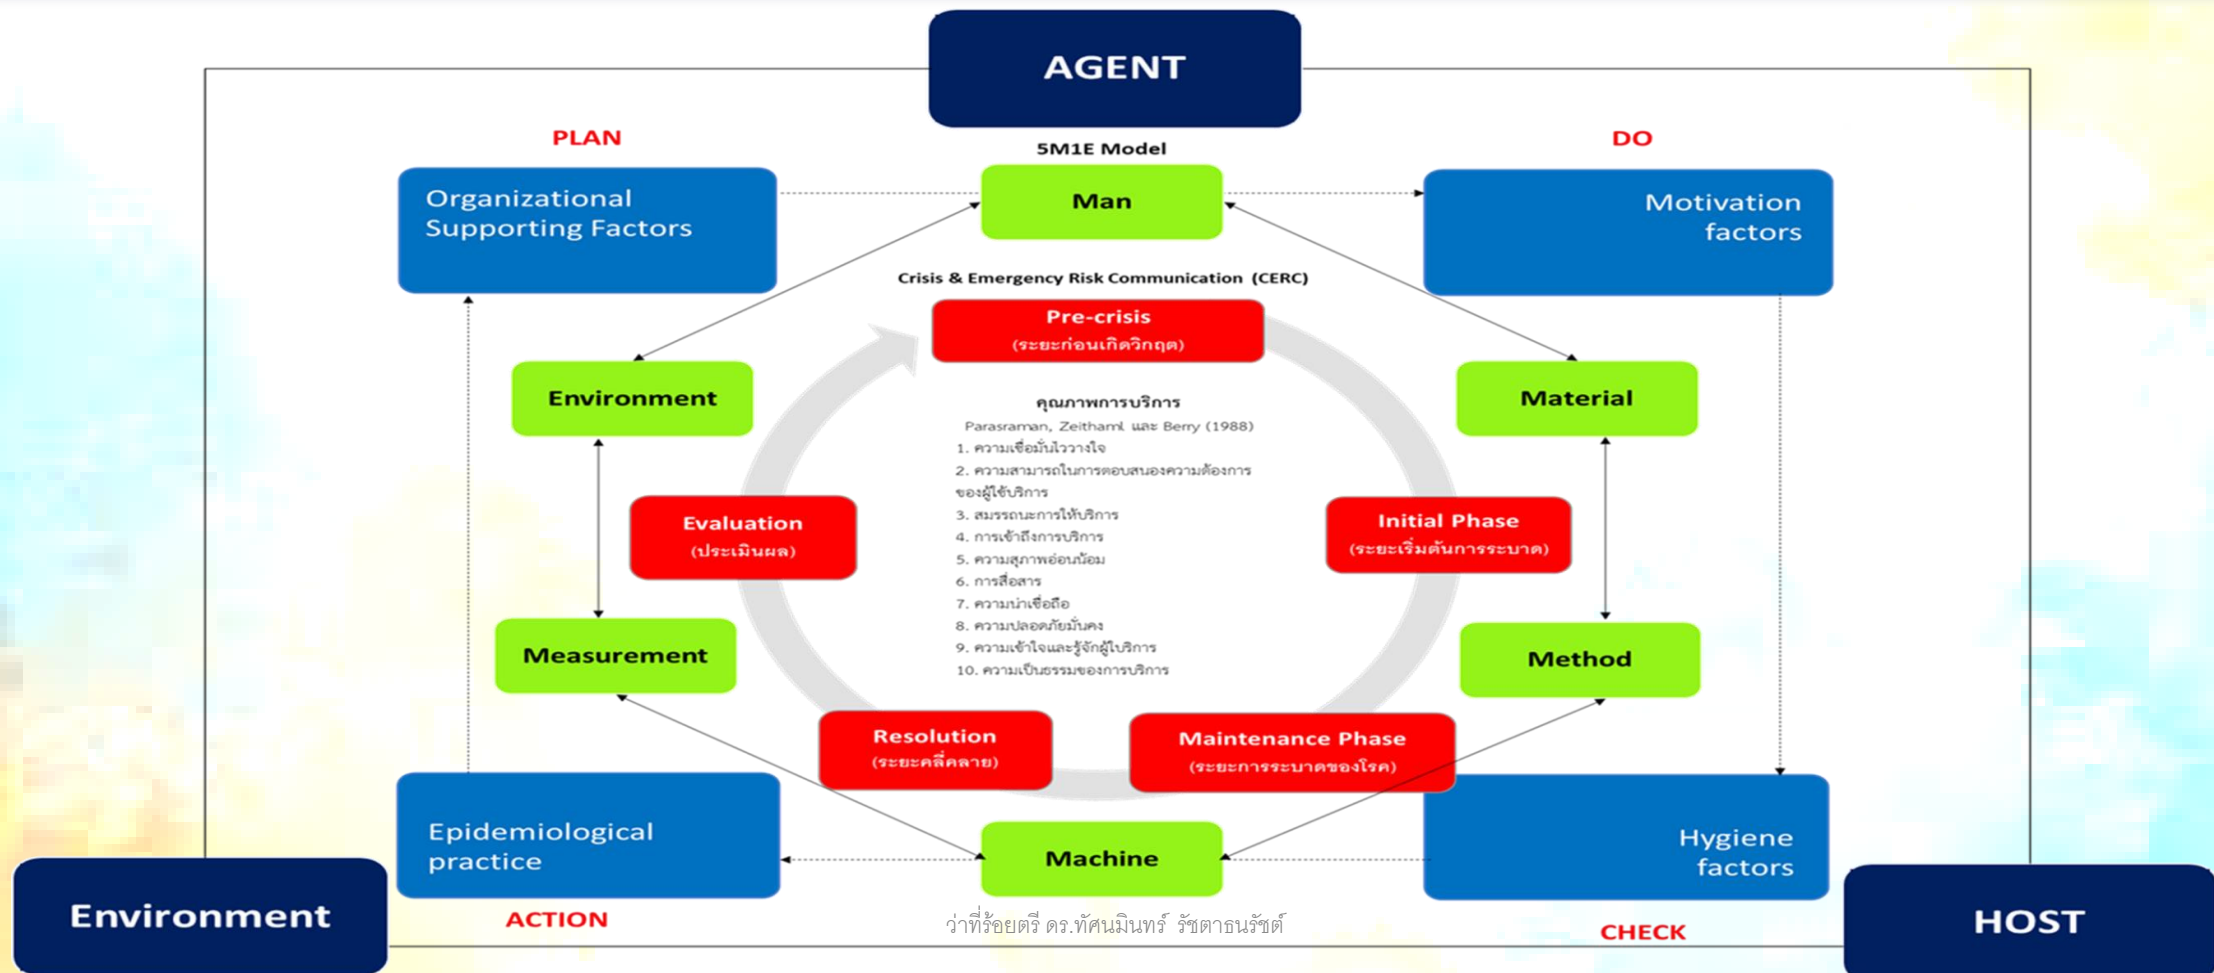 AGENT
PLAN
5M1E Model
DO
Organizational
Supporting Factors
Man
Motivation
factors
Crisis & Emergency Risk Communication (CERC)
Pre-crisis
(ระยะก่อนเกิดวิกฤต)
Environment
Material
คุณภาพการบริการ
Parasraman, Zeithaml และ Berry (1988)
1. ความเชื่อมั่นไววางใจ
2. ความสามารถในการตอบสนองความต้องการ
ของผู้ใช้บริการ
3. สมรรถนะการให้บริการ
4. การเข้าถึงการบริการ
5. ความสุภาพอ่อนน้อม
6. การสื่อสาร
7. ความน่าเชื่อถือ
8. ความปลอดภัยมั่นคง
9. ความเข้าใจและรู้จักผู้ใบริการ
10. ความเป็นธรรมของการบริการ
Evaluation
(ประเมินผล)
Initial Phase
(ระยะเริ่มต้นการระบาด)
Measurement
Method
Resolution
(ระยะคลี่คลาย)
Maintenance Phase
(ระยะการระบาดของโรค)
Epidemiological
practice
Machine
Hygiene
factors
Environment
ACTION
ว่าที่ร้อยตรี ดร.ทัศนมินทร์ รัชตาธนรัชต์
CHECK
HOST